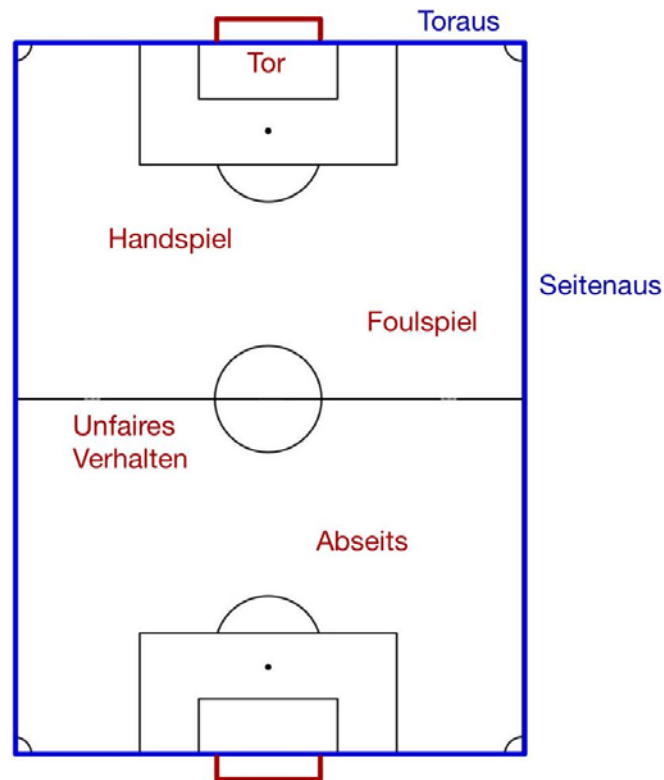 Toraus
Tor
Handspiel
Seitenaus
Foulspiel
Unfaires
Verhalten
Abseits